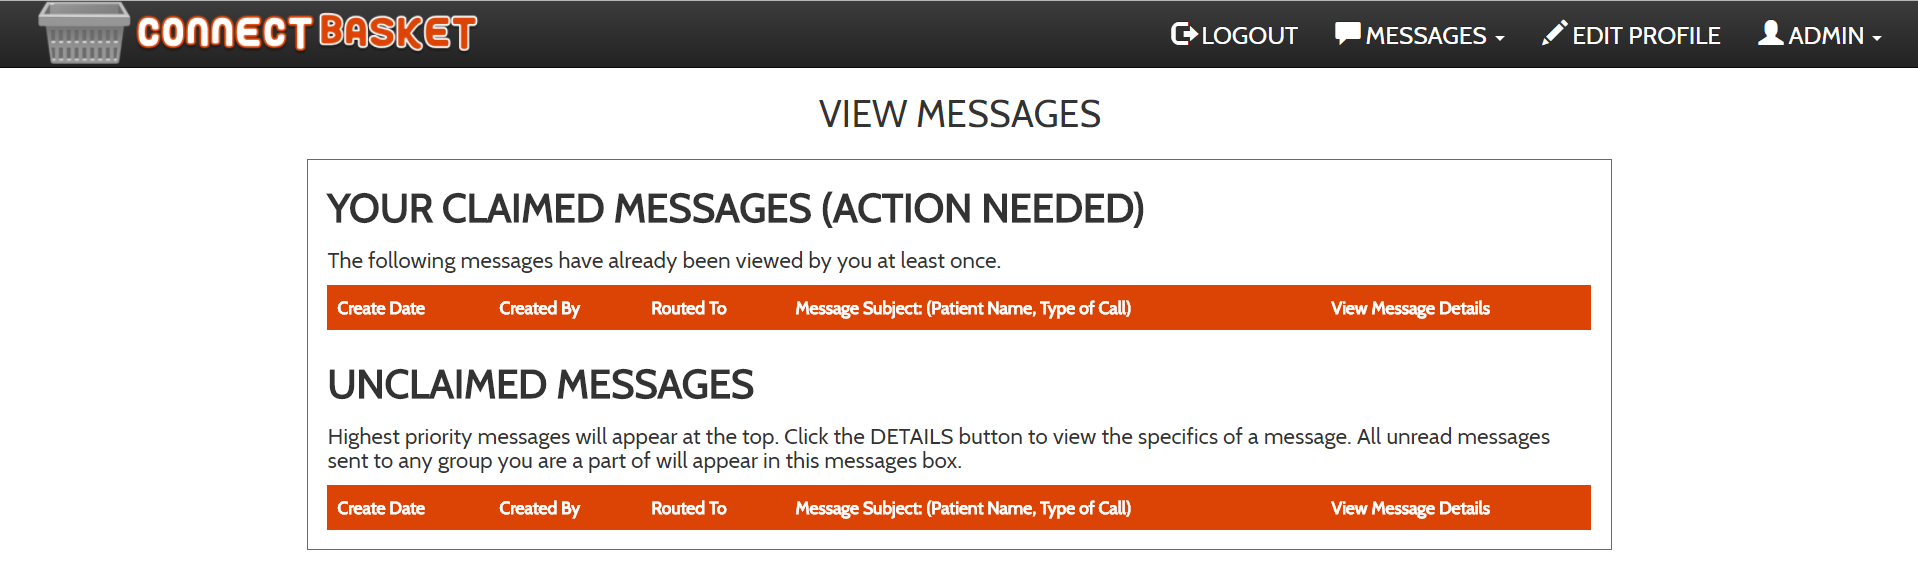 CONNECT BASKET LOGOUT MESSAGES EDIT PROFILE ADMIN
VIEW MESSAGES
YOUR CLAIMED MESSAGES (ACTION NEEDED)
The following messages have already been viewed by you at least once.
Create Date Created By Routed To Message Subject: (Patient Name, Type of Call) View Message Details
UNCLAIMED MESSAGES
Highest priority messages will appear at the top. Click the DETAILS button to view the specifics of a message. All unread messages
sent to any group you are a part of will appear in this messages box.
Create Date Created By Routed To Message Subject: (Patient Name, Type of Call) View Message Details